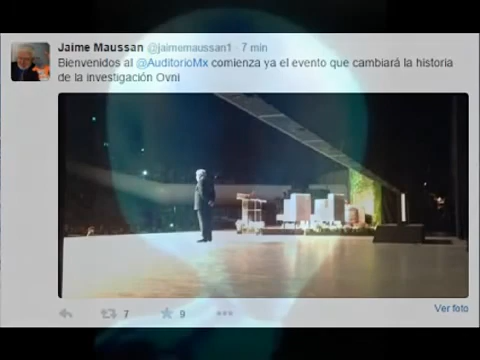 Jaime Maussan @jaimemaussan1 · 7 min
Bienvenidos al @AuditorioMx comienza ya el evento que cambiará la historia
de la investigación Ovni
Ver foto
7 9